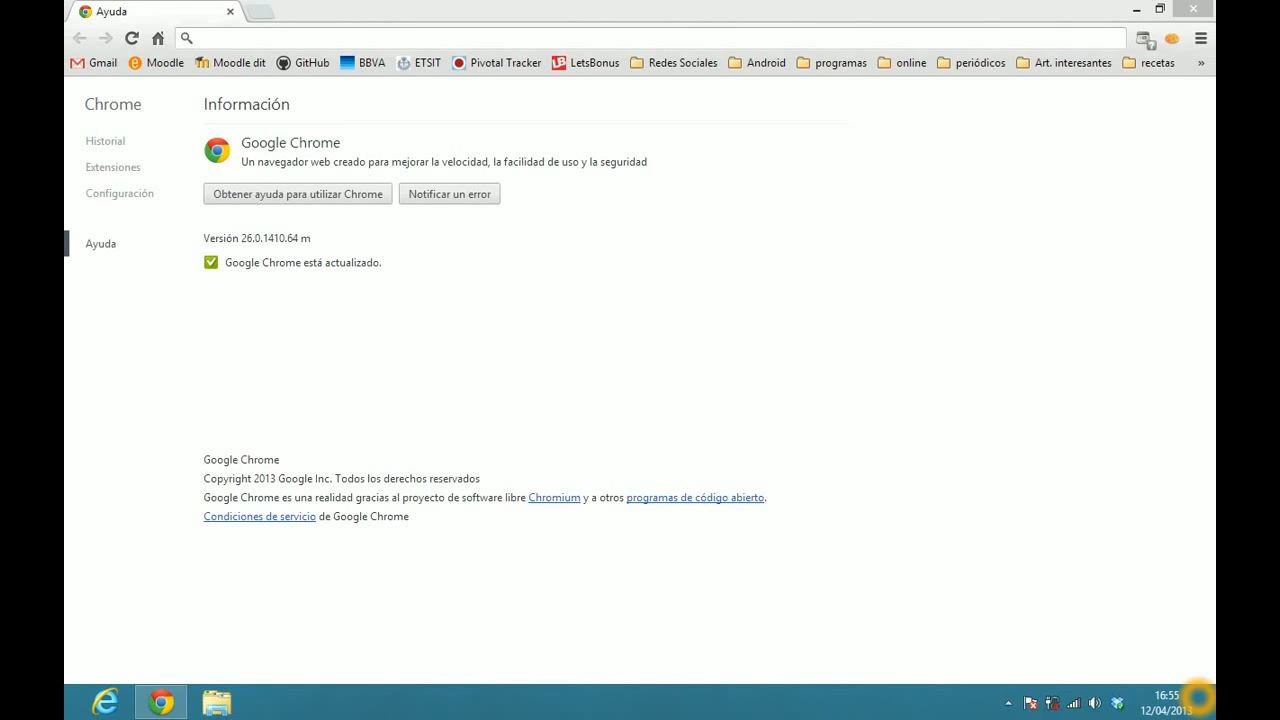 Ayuda
Gmail Moodle Moodle dit GitHub BBVA ETSIT Pivotal Tracker LetsBonus Redes Sociales Android programas online periódicos Art. interesantes recetas »
Chrome
Historial
Extensiones
Configuración
Ayuda
Información
Google Chrome
Un navegador web creado para mejorar la velocidad, la facilidad de uso y la seguridad
Obtener ayuda para utilizar Chrome Notificar un error
Versión 26.0.1410.64 m
Google Chrome está actualizado.
Google Chrome
Copyright 2013 Google Inc. Todos los derechos reservados
Google Chrome es una realidad gracias al proyecto de software libre Chromium y a otros programas de código abierto.
Condiciones de servicio de Google Chrome
16:55
12/04/2013